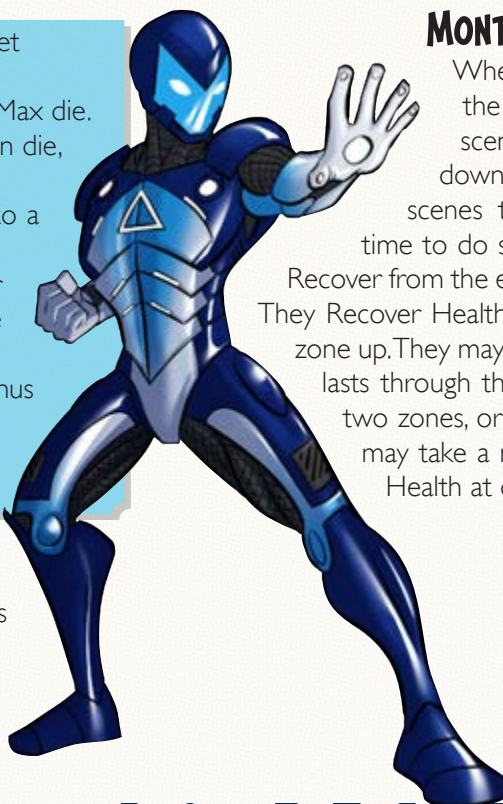 et
Max die.
n die,
o a
nus
s
MONT
Whe
the
scen
down
scenes t
time to do s
Recover from the e
They Recover Health
zone up. They may
lasts through th
two zones, or
may take a
Health at